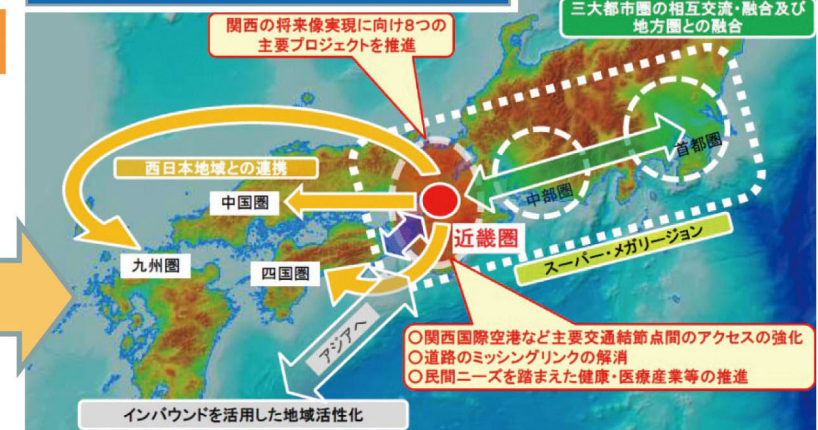 関西の将来像実現に向け8つの
主要プロジェクトを推進
三大都市圏の相互交流・融合及び
地方圏との融合
首都圏
西日本地域との連携
中部圏
中国圏
近畿圏
九州圏
四国圏
スーパー・メガリージョン
アジアへ
○関西国際空港など主要交通結節点間のアクセスの強化
○道路のミッシングリンクの解消
○民間ニーズを踏まえた健康・医療産業等の推進
インバウンドを活用した地域活性化